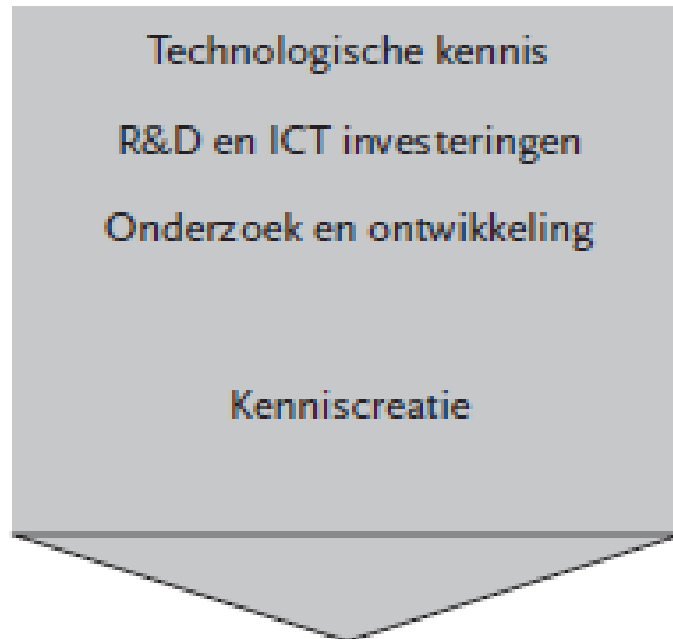 Technologische kennis
R&D en ICT investeringen
Onderzoek en ontwikkeling
Kenniscreatie